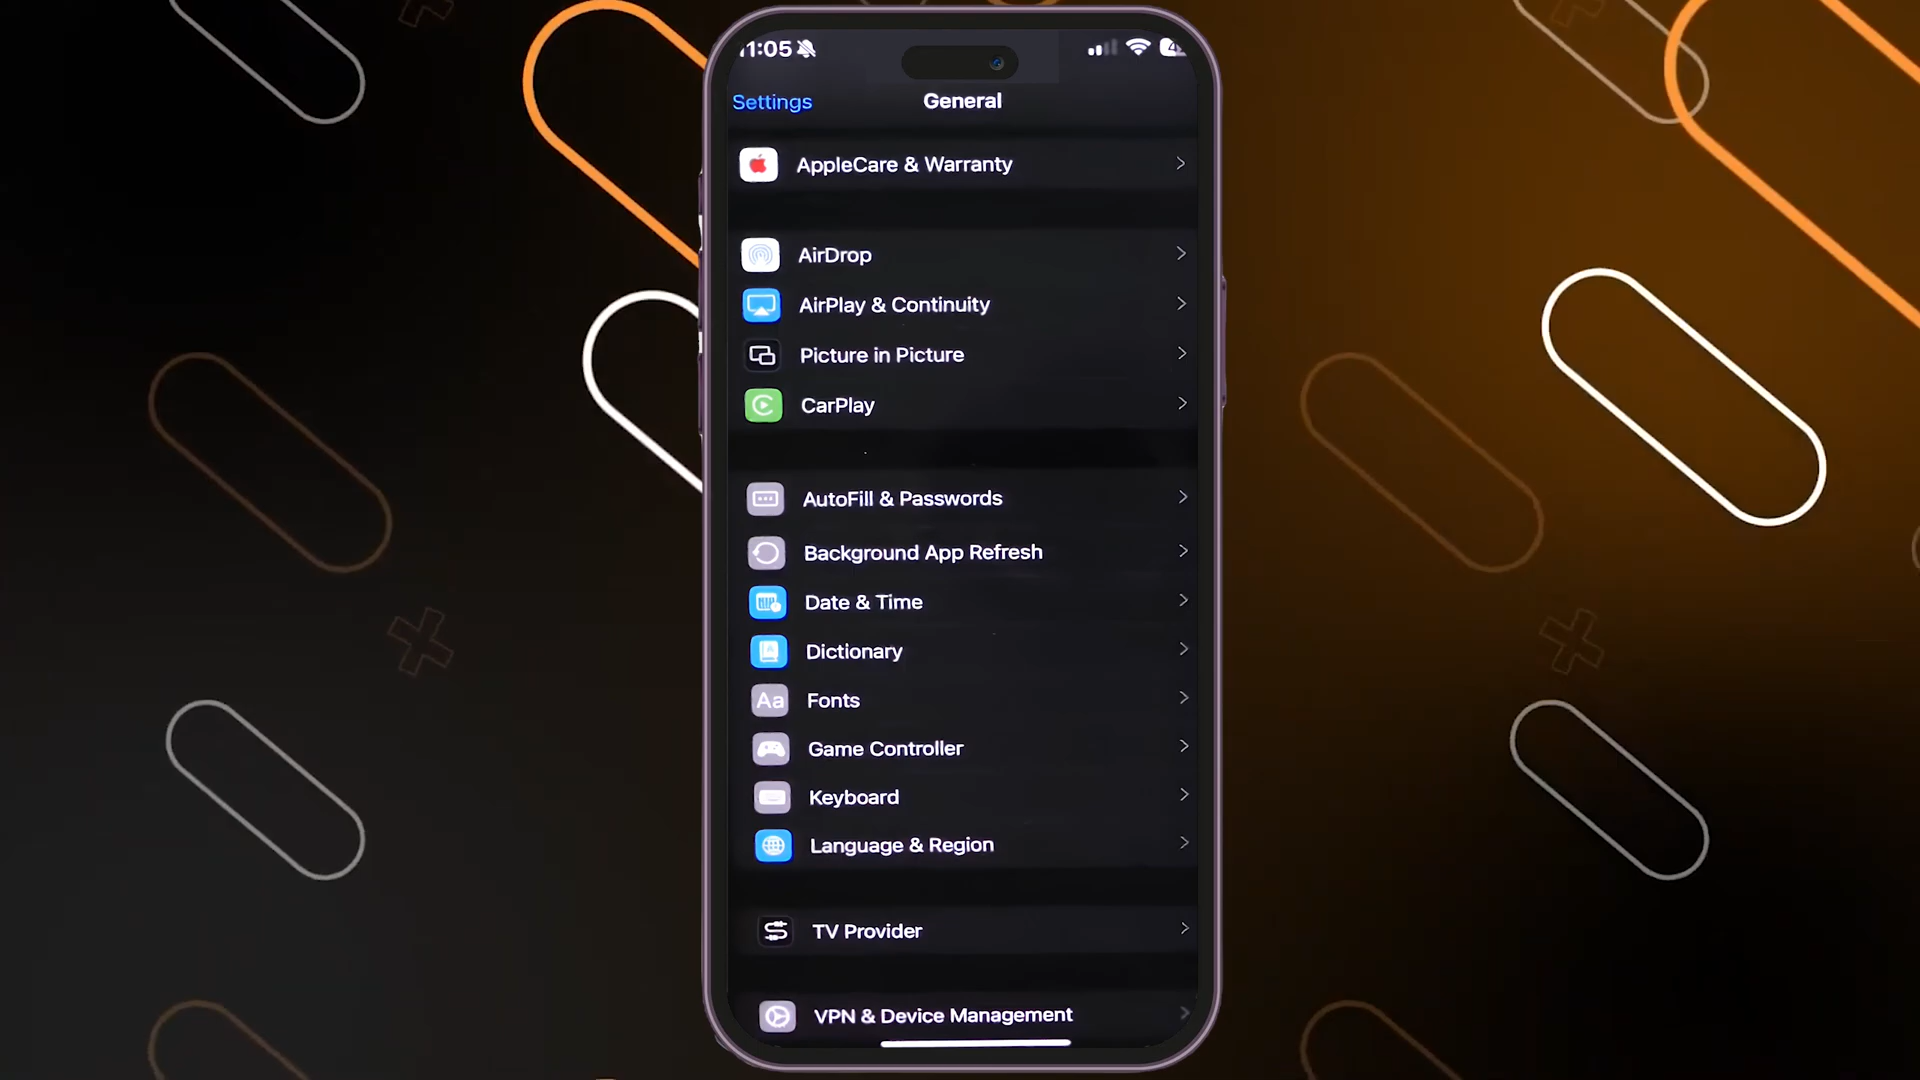 11:05
Settings
General
AppleCare & Warranty
AirDrop
AirPlay & Continuity
Picture in Picture
CarPlay
AutoFill & Passwords
Background App Refresh
Date & Time
Dictionary
Aa Fonts
Game Controller
Keyboard
Language & Region
TV Provider
VPN & Device Management